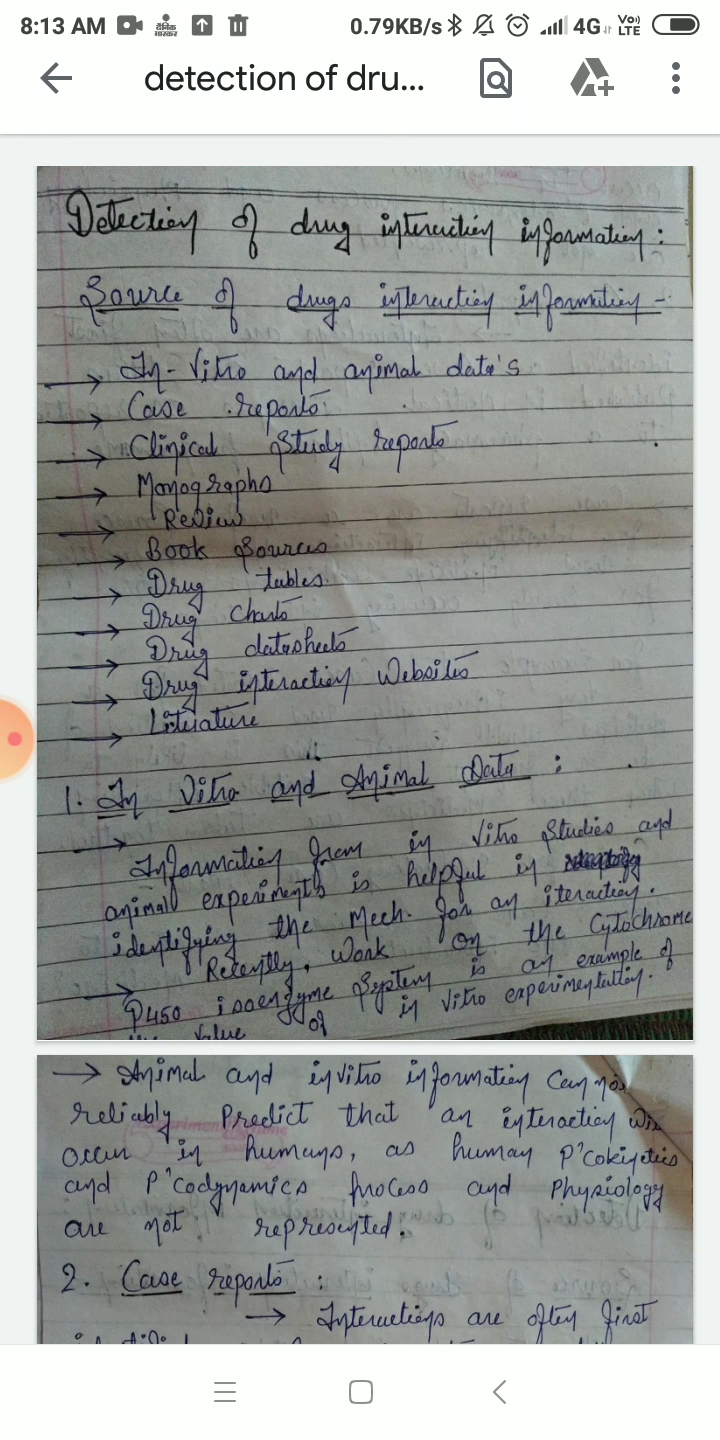 8:13 AM
दैनिक
भास्कर
0.79KB/s
4G
Vo))
LTE
detection of dru...
Detection of drug interaction information:
Source of drugs interaction information -
→ In-Vitro and animal data's
→ Case reports
→ Clinical Study reports
→ Monographs
→ Review
→ Book Sources
→ Drug tables
→ Drug Charts
→ Drug datasheets
→ Drug interaction Websites
→ Literature
1. In Vitro and Animal Data :
→ Information from in vitro Studies and
animal experiments is helpful in
identifying the Mech. for an iteraction.
→ Recently, Work on the Cytochrome
P450 isoenzyme System is an example of
value of in vitro experimentation.
→ Animal and invitro information Can not
reliably Predict that an interaction
occur in humans, as human P'cokinetics
and P'codynamics Process and Physiology
are not represented.
2. Case reports :
→ Interactions are often first